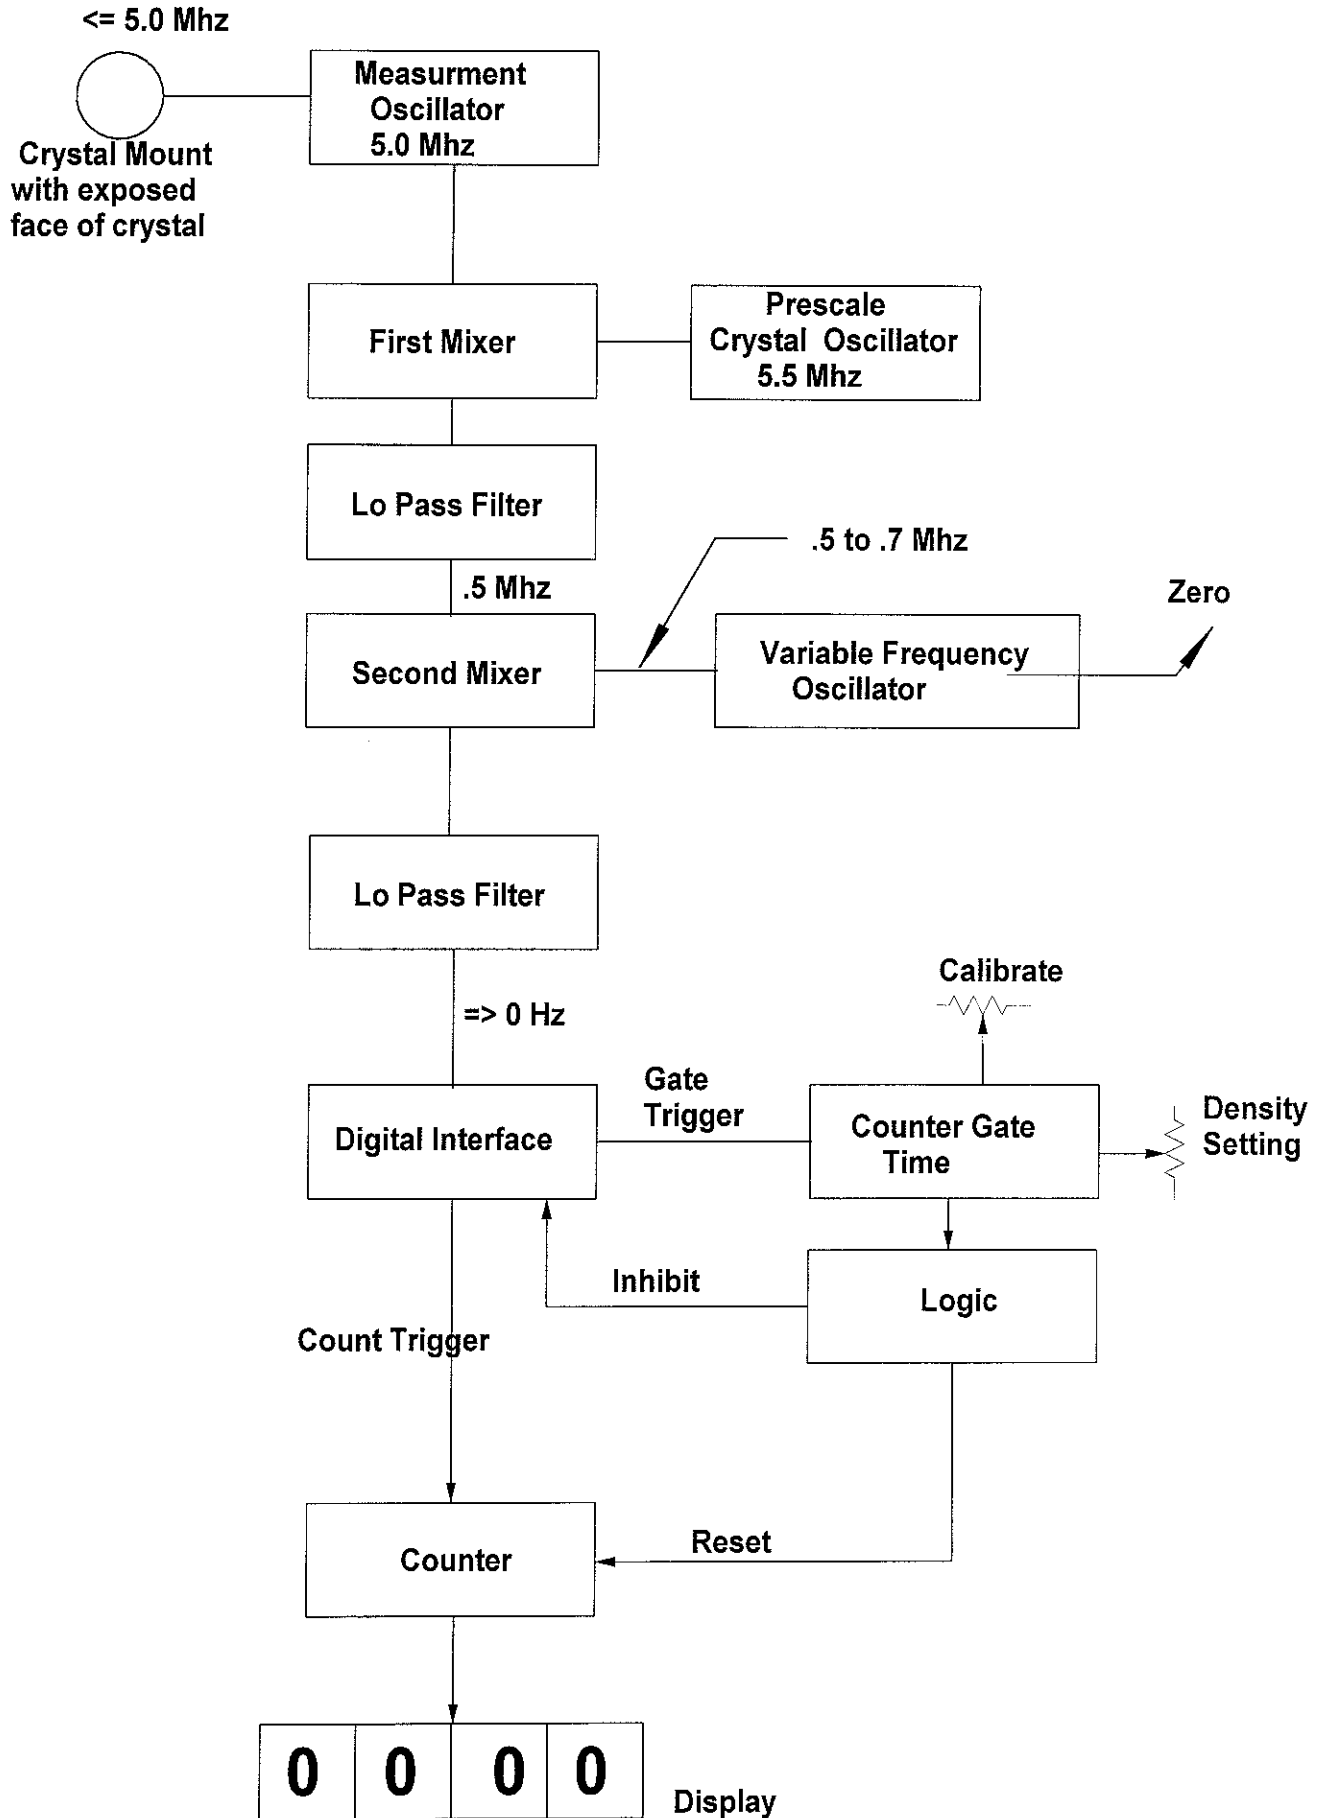 <= 5.0 Mhz
Measurment
Oscillator
5.0 Mhz
Crystal Mount
with exposed
face of crystal
First Mixer
Prescale
Crystal Oscillator
5.5 Mhz
Lo Pass Filter
.5 Mhz
.5 to .7 Mhz
Second Mixer
Variable Frequency
Oscillator
Zero
Lo Pass Filter
=> 0 Hz
Calibrate
Digital Interface
Gate
Trigger
Counter Gate
Time
Density
Setting
Inhibit
Logic
Count Trigger
Counter
Reset
0 0 0 0
Display